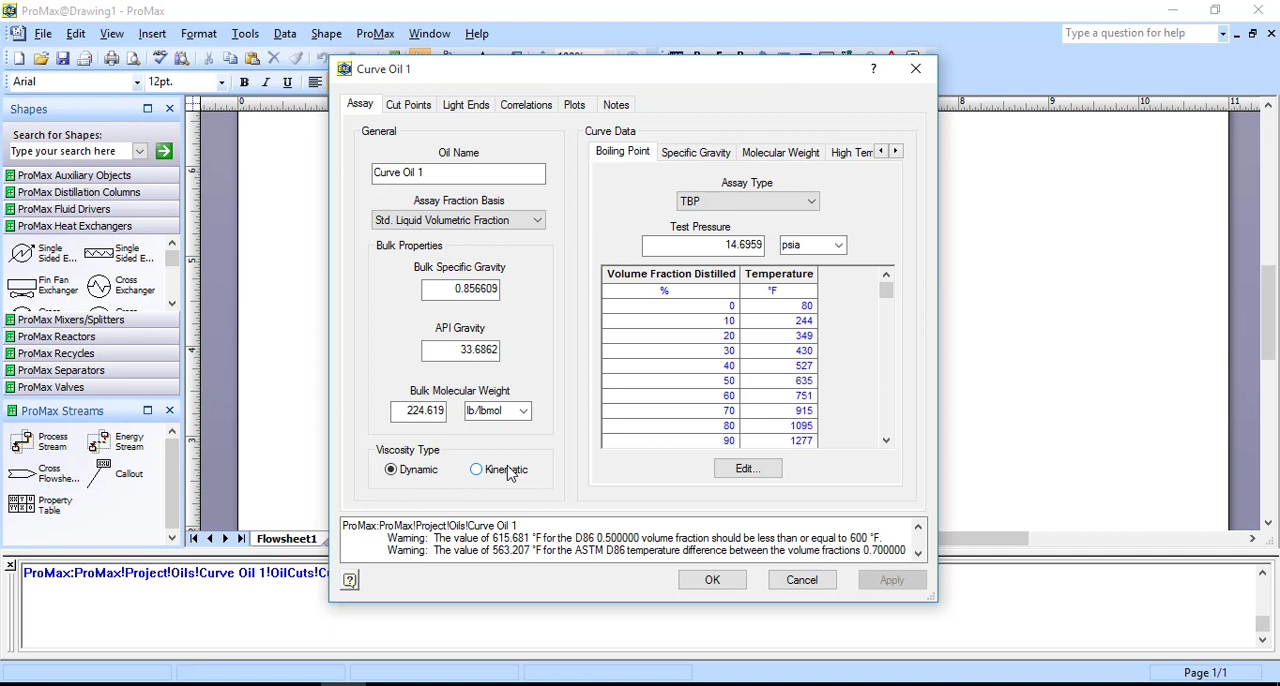 ProMax@Drawing1 - ProMax
File Edit View Insert Format Tools Data Shape ProMax Window Help
Type a question for help
Arial 12pt. B I U
Shapes
Search for Shapes:
Type your search here
ProMax Auxiliary Objects
ProMax Distillation Columns
ProMax Fluid Drivers
ProMax Heat Exchangers
Single Sided E...
Single Sided E...
Fin Fan Exchanger
Cross Exchanger
ProMax Mixers/Splitters
ProMax Reactors
ProMax Recycles
ProMax Separators
ProMax Valves
ProMax Streams
Process Stream
Energy Stream
Cross Flowshe...
Callout
Property Table
0 8 9 10 11
Flowsheet1
Curve Oil 1
Assay Cut Points Light Ends Correlations Plots Notes
General
Oil Name
Curve Oil 1
Assay Fraction Basis
Std. Liquid Volumetric Fraction
Bulk Properties
Bulk Specific Gravity
0.856609
API Gravity
33.6862
Bulk Molecular Weight
224.619 lb/lbmol
Viscosity Type
Dynamic Kinematic
Curve Data
Boiling Point Specific Gravity Molecular Weight High Tem
Assay Type
TBP
Test Pressure
14.6959 psia
Volume Fraction Distilled Temperature
% °F
0 80
10 244
20 349
30 430
40 527
50 635
60 751
70 915
80 1095
90 1277
Edit...
ProMax:ProMax!Project!Oils!Curve Oil 1
Warning: The value of 615.681 °F for the D86 0.500000 volume fraction should be less than or equal to 600 °F.
Warning: The value of 563.207 °F for the ASTM D86 temperature difference between the volume fractions 0.700000
OK Cancel Apply
ProMax:ProMax!Project!Oils!Curve Oil 1!OilCuts!C
Page 1/1